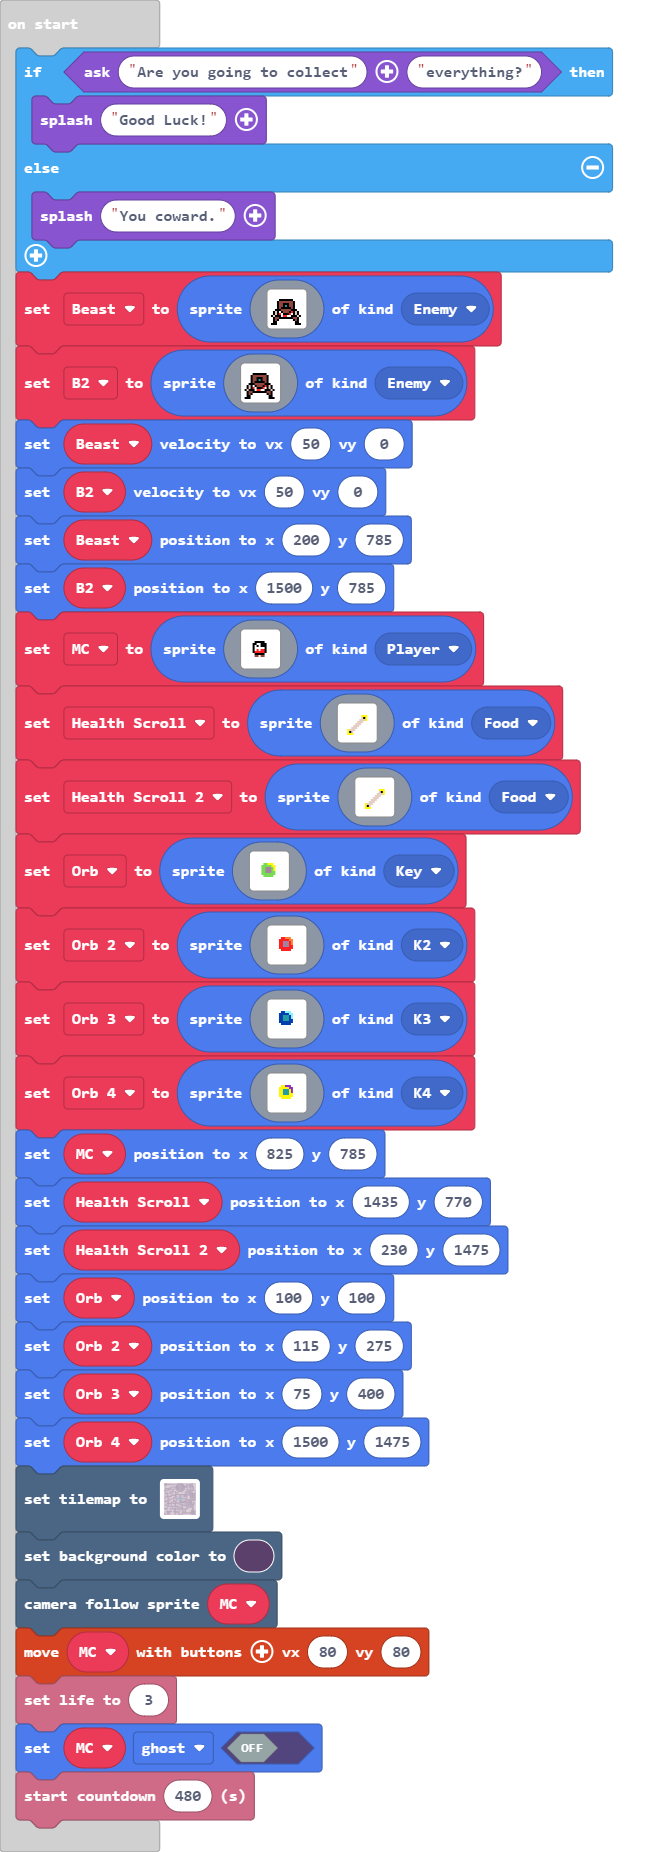 on start
if ask "Are you going to collect" "everything?" then
splash "Good Luck!"
else
splash "You coward."
set Beast to sprite of kind Enemy
set B2 to sprite of kind Enemy
set Beast velocity to vx 50 vy 0
set B2 velocity to vx 50 vy 0
set Beast position to x 200 y 785
set B2 position to x 1500 y 785
set MC to sprite of kind Player
set Health Scroll to sprite of kind Food
set Health Scroll 2 to sprite of kind Food
set Orb to sprite of kind Key
set Orb 2 to sprite of kind K2
set Orb 3 to sprite of kind K3
set Orb 4 to sprite of kind K4
set MC position to x 825 y 785
set Health Scroll position to x 1435 y 770
set Health Scroll 2 position to x 230 y 1475
set Orb position to x 100 y 100
set Orb 2 position to x 115 y 275
set Orb 3 position to x 75 y 400
set Orb 4 position to x 1500 y 1475
set tilemap to
set background color to
camera follow sprite MC
move MC with buttons vx 80 vy 80
set life to 3
set MC ghost OFF
start countdown 480 (s)